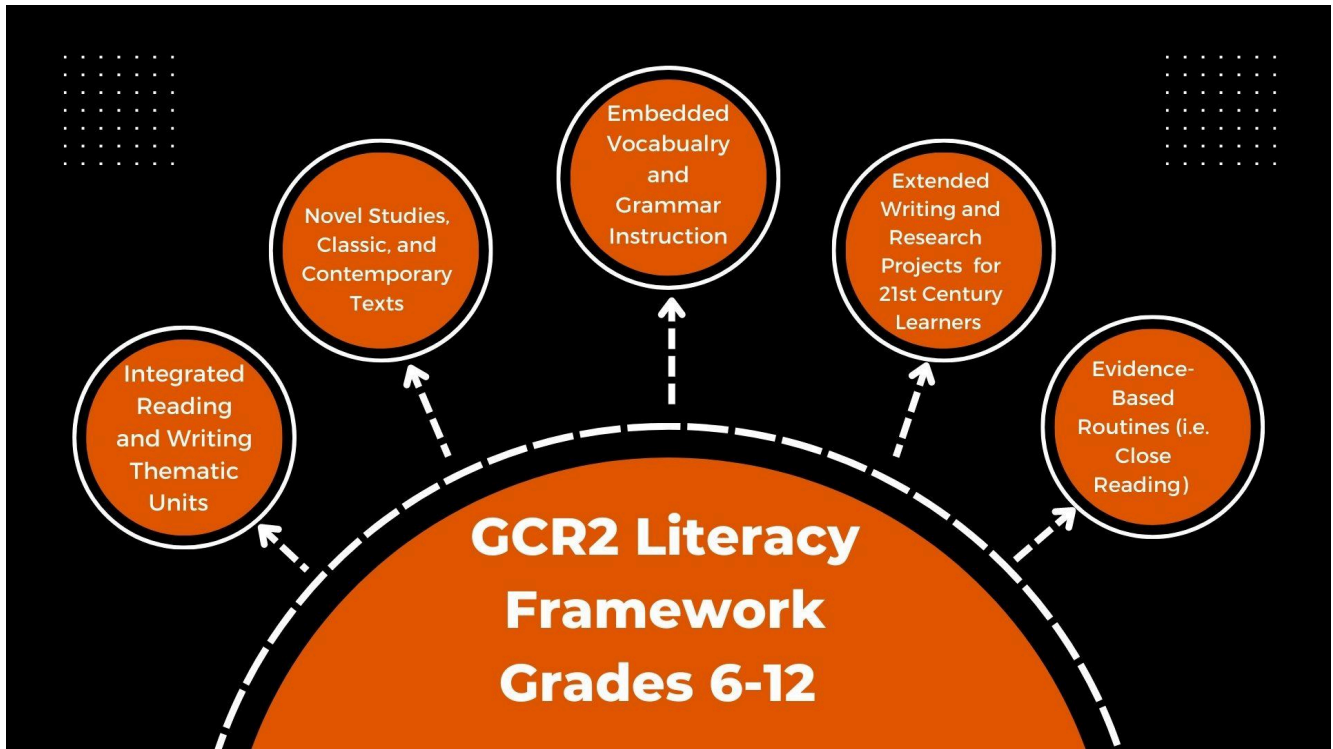 Integrated
Reading
and Writing
Thematic
Units
Novel Studies,
Classic, and
Contemporary
Texts
Embedded
Vocabualry
and
Grammar
Instruction
Extended
Writing and
Research
Projects for
21st Century
Learners
Evidence-
Based
Routines (i.e.
Close
Reading)
GCR2 Literacy
Framework
Grades 6-12